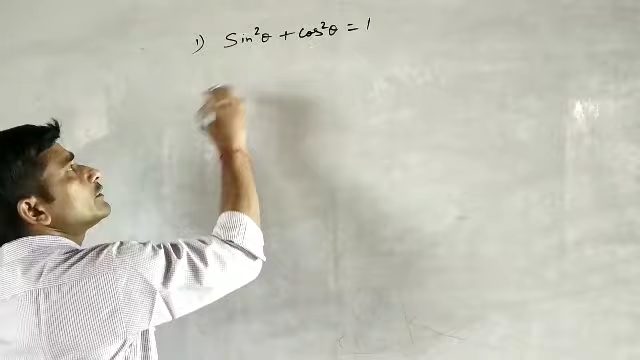 1) Sin²θ + cos²θ = 1